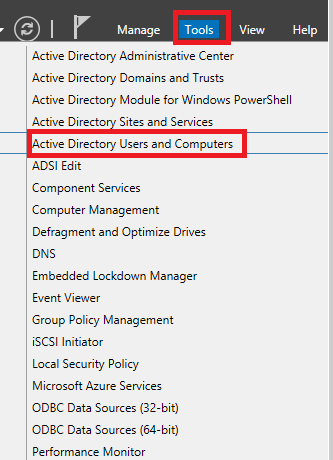 Manage Tools View Help
Active Directory Administrative Center
Active Directory Domains and Trusts
Active Directory Module for Windows PowerShell
Active Directory Sites and Services
Active Directory Users and Computers
ADSI Edit
Component Services
Computer Management
Defragment and Optimize Drives
DNS
Embedded Lockdown Manager
Event Viewer
Group Policy Management
iSCSI Initiator
Local Security Policy
Microsoft Azure Services
ODBC Data Sources (32-bit)
ODBC Data Sources (64-bit)
Performance Monitor